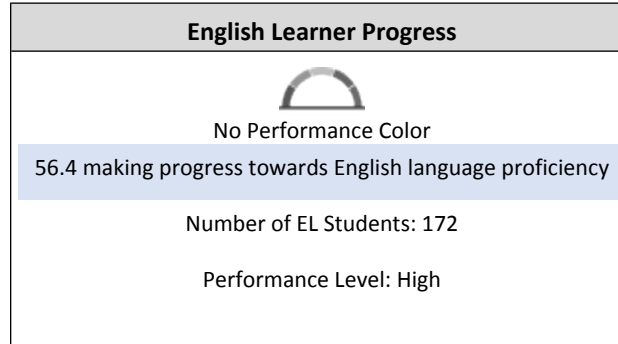 English Learner Progress
No Performance Color
56.4 making progress towards English language proficiency
Number of EL Students: 172
Performance Level: High